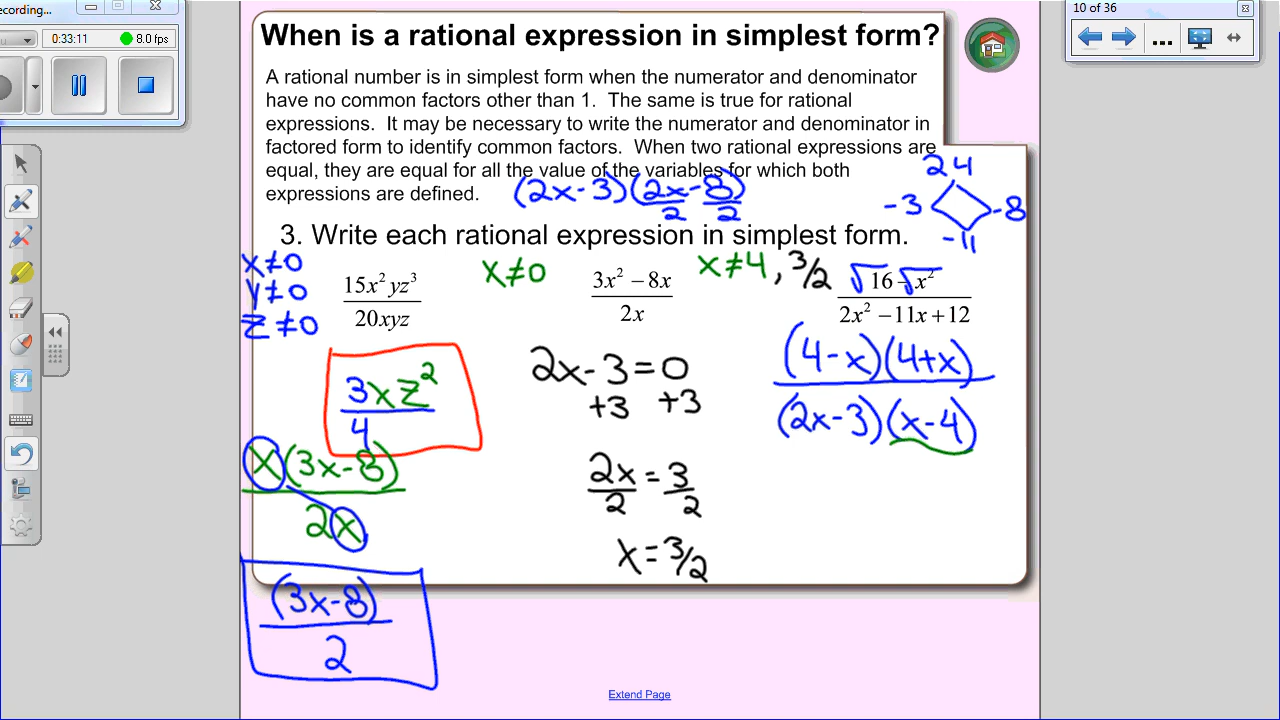 ecording...
0:33:11 8.0 fps
10 of 36
When is a rational expression in simplest form?
A rational number is in simplest form when the numerator and denominator
have no common factors other than 1. The same is true for rational
expressions. It may be necessary to write the numerator and denominator in
factored form to identify common factors. When two rational expressions are
equal, they are equal for all the value of the variables for which both
expressions are defined.
(2x-3)(2x/2-8/2)
24
-3 -8
-11
3. Write each rational expression in simplest form.
x≠0
y≠0
z≠0
15x²yz³
20xyz
x≠0
3x² − 8x
2x
x≠4, 3/2
√16 − √x²
2x² − 11x + 12
3xz²
4
x(3x-8)
2x
(3x-8)
2
2x-3=0
+3 +3
2x/2 = 3/2
x=3/2
(4-x)(4+x)
(2x-3)(x-4)
Extend Page